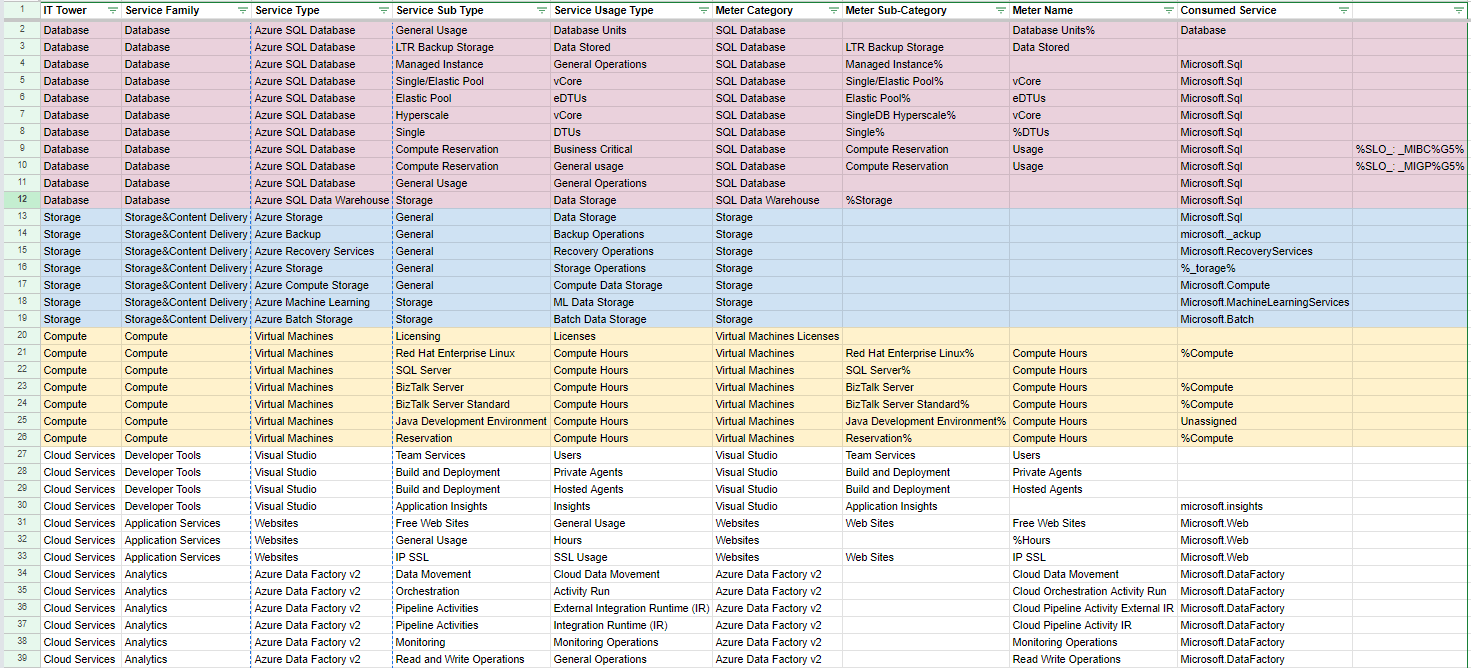 1 IT Tower Service Family Service Type Service Sub Type Service Usage Type Meter Category Meter Sub-Category Meter Name Consumed Service
2 Database Database Azure SQL Database General Usage Database Units SQL Database Database Units% Database
3 Database Database Azure SQL Database LTR Backup Storage Data Stored SQL Database LTR Backup Storage Data Stored
4 Database Database Azure SQL Database Managed Instance General Operations SQL Database Managed Instance% Microsoft.Sql
5 Database Database Azure SQL Database Single/Elastic Pool vCore SQL Database Single/Elastic Pool% vCore Microsoft.Sql
6 Database Database Azure SQL Database Elastic Pool eDTUs SQL Database Elastic Pool% eDTUs Microsoft.Sql
7 Database Database Azure SQL Database Hyperscale vCore SQL Database SingleDB Hyperscale% vCore Microsoft.Sql
8 Database Database Azure SQL Database Single DTUs SQL Database Single% %DTUs Microsoft.Sql
9 Database Database Azure SQL Database Compute Reservation Business Critical SQL Database Compute Reservation Usage Microsoft.Sql %SLO_: _MIBC%G5%
10 Database Database Azure SQL Database Compute Reservation General usage SQL Database Compute Reservation Usage Microsoft.Sql %SLO_: _MIGP%G5%
11 Database Database Azure SQL Database General Usage General Operations SQL Database Microsoft.Sql
12 Database Database Azure SQL Data Warehouse Storage Data Storage SQL Data Warehouse %Storage Microsoft.Sql
13 Storage Storage&Content Delivery Azure Storage General Data Storage Storage Microsoft.Sql
14 Storage Storage&Content Delivery Azure Backup General Backup Operations Storage microsoft._ackup
15 Storage Storage&Content Delivery Azure Recovery Services General Recovery Operations Storage Microsoft.RecoveryServices
16 Storage Storage&Content Delivery Azure Storage General Storage Operations Storage %_torage%
17 Storage Storage&Content Delivery Azure Compute Storage General Compute Data Storage Storage Microsoft.Compute
18 Storage Storage&Content Delivery Azure Machine Learning Storage ML Data Storage Storage Microsoft.MachineLearningServices
19 Storage Storage&Content Delivery Azure Batch Storage Storage Batch Data Storage Storage Microsoft.Batch
20 Compute Compute Virtual Machines Licensing Licenses Virtual Machines Licenses
21 Compute Compute Virtual Machines Red Hat Enterprise Linux Compute Hours Virtual Machines Red Hat Enterprise Linux% Compute Hours %Compute
22 Compute Compute Virtual Machines SQL Server Compute Hours Virtual Machines SQL Server% Compute Hours
23 Compute Compute Virtual Machines BizTalk Server Compute Hours Virtual Machines BizTalk Server Compute Hours %Compute
24 Compute Compute Virtual Machines BizTalk Server Standard Compute Hours Virtual Machines BizTalk Server Standard% Compute Hours %Compute
25 Compute Compute Virtual Machines Java Development Environment Compute Hours Virtual Machines Java Development Environment% Compute Hours Unassigned
26 Compute Compute Virtual Machines Reservation Compute Hours Virtual Machines Reservation% Compute Hours %Compute
27 Cloud Services Developer Tools Visual Studio Team Services Users Visual Studio Team Services Users
28 Cloud Services Developer Tools Visual Studio Build and Deployment Private Agents Visual Studio Build and Deployment Private Agents
29 Cloud Services Developer Tools Visual Studio Build and Deployment Hosted Agents Visual Studio Build and Deployment Hosted Agents
30 Cloud Services Developer Tools Visual Studio Application Insights Insights Visual Studio Application Insights microsoft.insights
31 Cloud Services Application Services Websites Free Web Sites General Usage Websites Web Sites Free Web Sites Microsoft.Web
32 Cloud Services Application Services Websites General Usage Hours Websites %Hours Microsoft.Web
33 Cloud Services Application Services Websites IP SSL SSL Usage Websites Web Sites IP SSL Microsoft.Web
34 Cloud Services Analytics Azure Data Factory v2 Data Movement Cloud Data Movement Azure Data Factory v2 Cloud Data Movement Microsoft.DataFactory
35 Cloud Services Analytics Azure Data Factory v2 Orchestration Activity Run Azure Data Factory v2 Cloud Orchestration Activity Run Microsoft.DataFactory
36 Cloud Services Analytics Azure Data Factory v2 Pipeline Activities External Integration Runtime (IR) Azure Data Factory v2 Cloud Pipeline Activity External IR Microsoft.DataFactory
37 Cloud Services Analytics Azure Data Factory v2 Pipeline Activities Integration Runtime (IR) Azure Data Factory v2 Cloud Pipeline Activity IR Microsoft.DataFactory
38 Cloud Services Analytics Azure Data Factory v2 Monitoring Monitoring Operations Azure Data Factory v2 Monitoring Operations Microsoft.DataFactory
39 Cloud Services Analytics Azure Data Factory v2 Read and Write Operations General Operations Azure Data Factory v2 Read Write Operations Microsoft.DataFactory